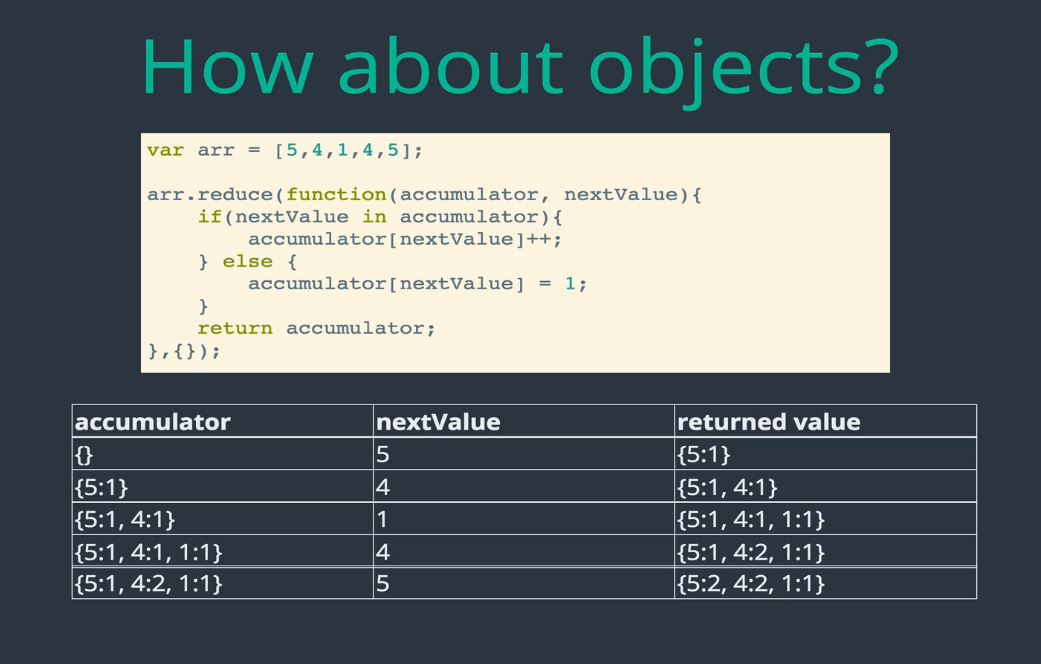 How about objects?
var arr = [5,4,1,4,5];
arr.reduce(function(accumulator, nextValue){
    if(nextValue in accumulator){
        accumulator[nextValue]++;
    } else {
        accumulator[nextValue] = 1;
    }
    return accumulator;
},{});
accumulator nextValue returned value
{} 5 {5:1}
{5:1} 4 {5:1, 4:1}
{5:1, 4:1} 1 {5:1, 4:1, 1:1}
{5:1, 4:1, 1:1} 4 {5:1, 4:2, 1:1}
{5:1, 4:2, 1:1} 5 {5:2, 4:2, 1:1}